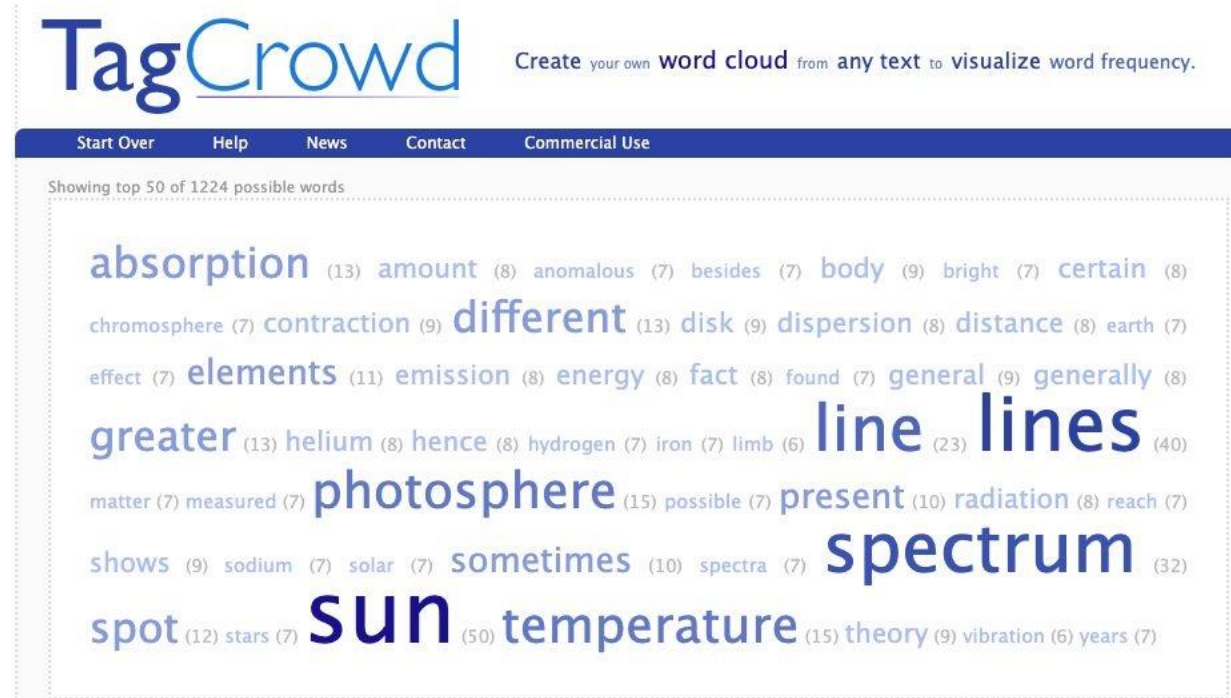 TagCrowd
Create your own word cloud from any text to visualize word frequency.
Start Over Help News Contact Commercial Use
Showing top 50 of 1224 possible words
absorption (13) amount (8) anomalous (7) besides (7) body (9) bright (7) certain (8)
chromosphere (7) contraction (9) different (13) disk (9) dispersion (8) distance (8) earth (7)
effect (7) elements (11) emission (8) energy (8) fact (8) found (7) general (9) generally (8)
greater (13) helium (8) hence (8) hydrogen (7) iron (7) limb (6) line (23) lines (40)
matter (7) measured (7) photosphere (15) possible (7) present (10) radiation (8) reach (7)
shows (9) sodium (7) solar (7) sometimes (10) spectra (7) spectrum (32)
spot (12) stars (7) sun (50) temperature (15) theory (9) vibration (6) years (7)